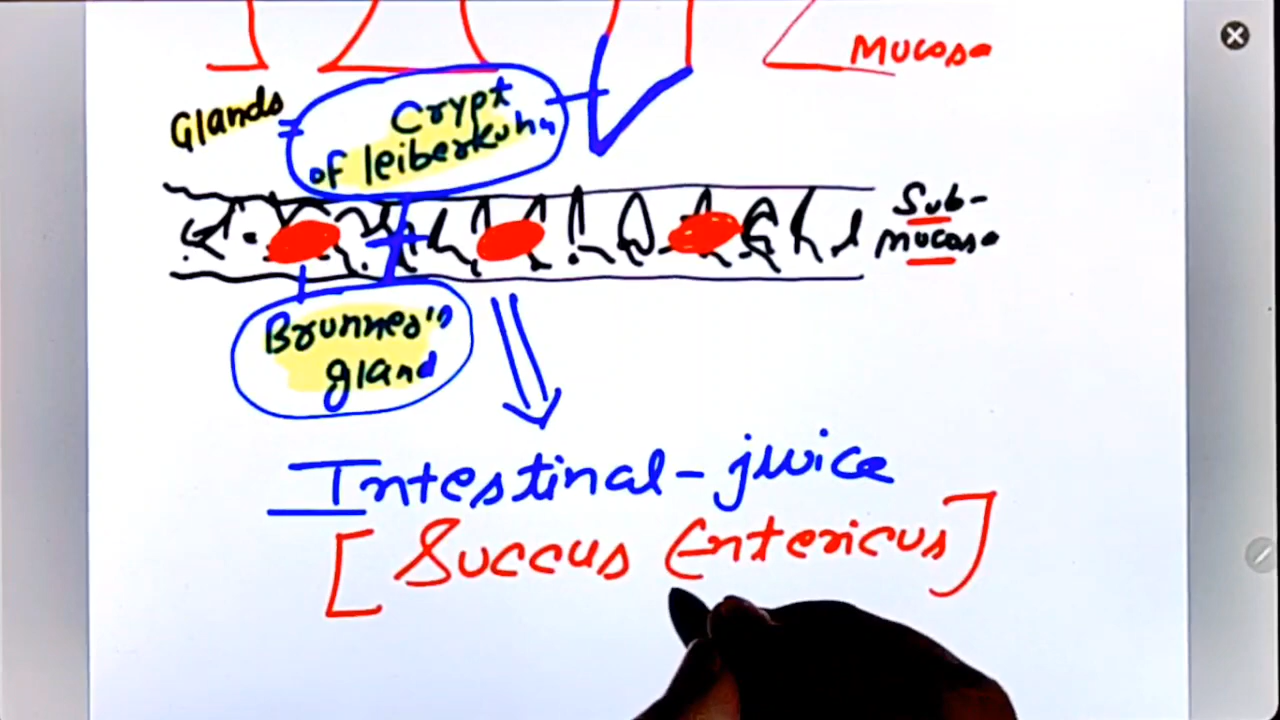 Mucosa
Glands
Crypt
of leiberkuhn
Sub-
mucosa
Brunner's
gland
Intestinal-juice
[Succus Entericus]